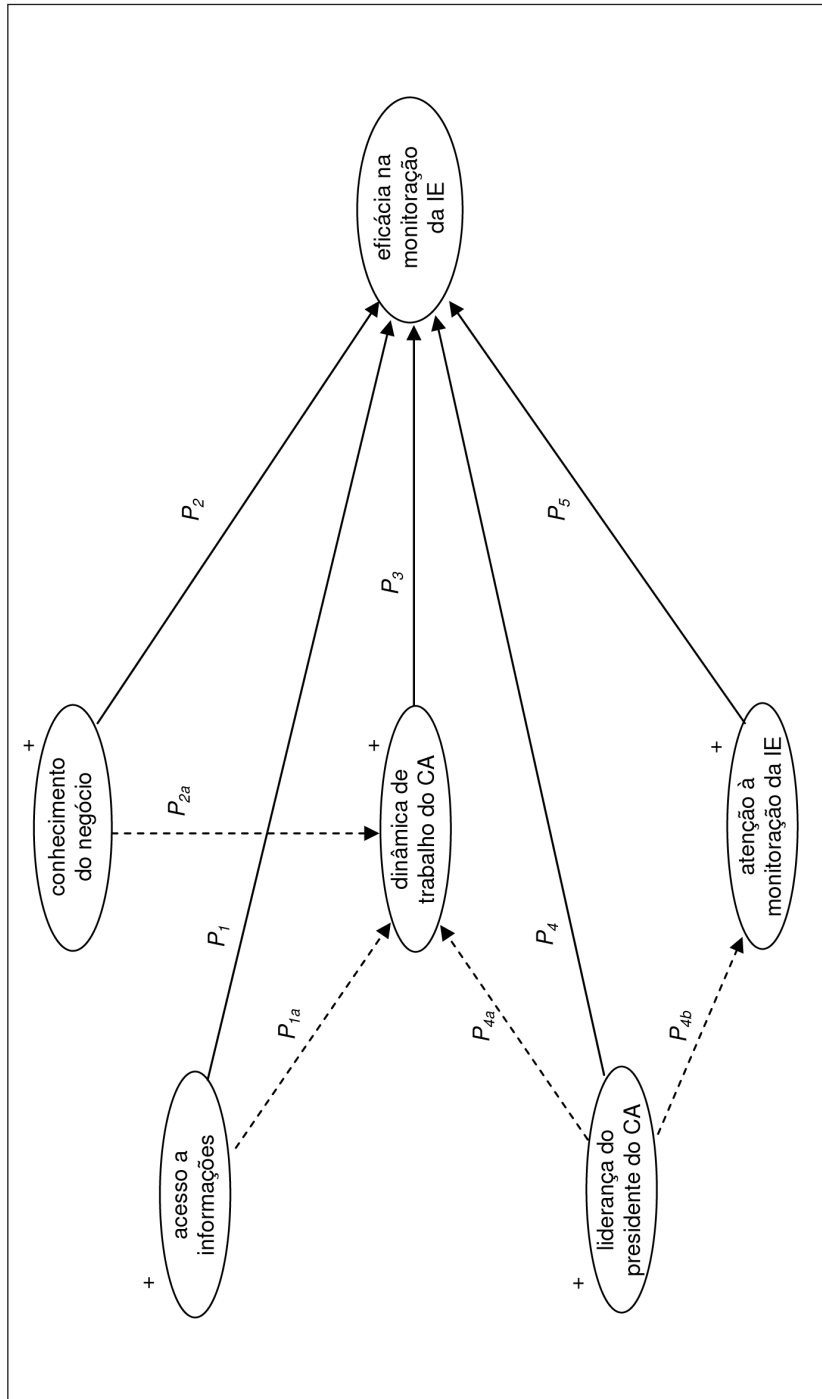 +
conhecimento
do negócio
P2
P2a
+
acesso a
informações
P1
P1a
+
dinâmica de
trabalho do CA
P3
eficácia na
monitoração
da IE
+
liderança do
presidente do CA
P4
P4a
P4b
+
atenção à
monitoração da IE
P5